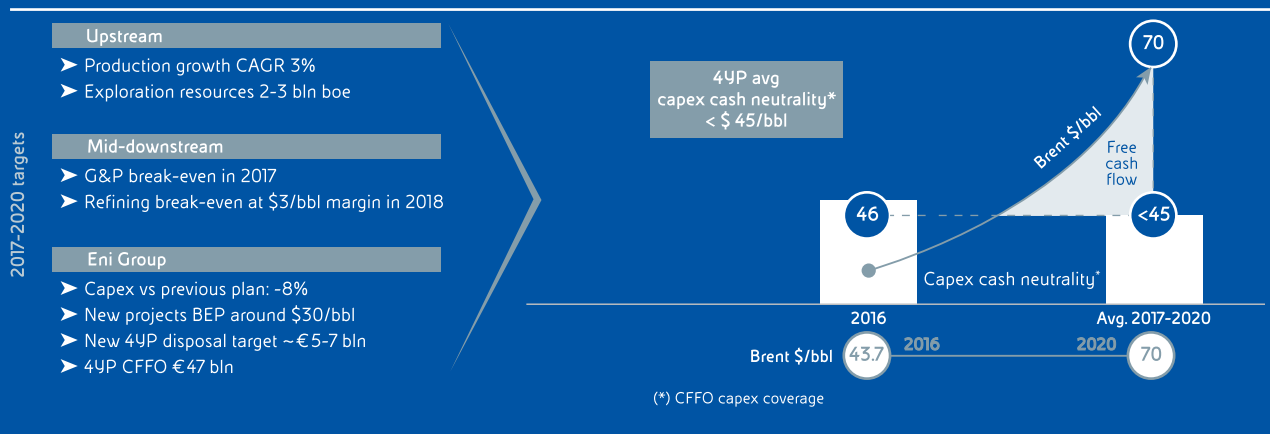 2017-2020 targets
Upstream
➤ Production growth CAGR 3%
➤ Exploration resources 2-3 bln boe
Mid-downstream
➤ G&P break-even in 2017
➤ Refining break-even at $3/bbl margin in 2018
Eni Group
➤ Capex vs previous plan: -8%
➤ New projects BEP around $30/bbl
➤ New 4YP disposal target ~€5-7 bln
➤ 4YP CFFO €47 bln
4YP avg
capex cash neutrality*
< $ 45/bbl
70
Brent $/bbl
Free
cash
flow
46
<45
Capex cash neutrality*
2016
Avg. 2017-2020
Brent $/bbl
43.7
2016
2020
70
(*) CFFO capex coverage